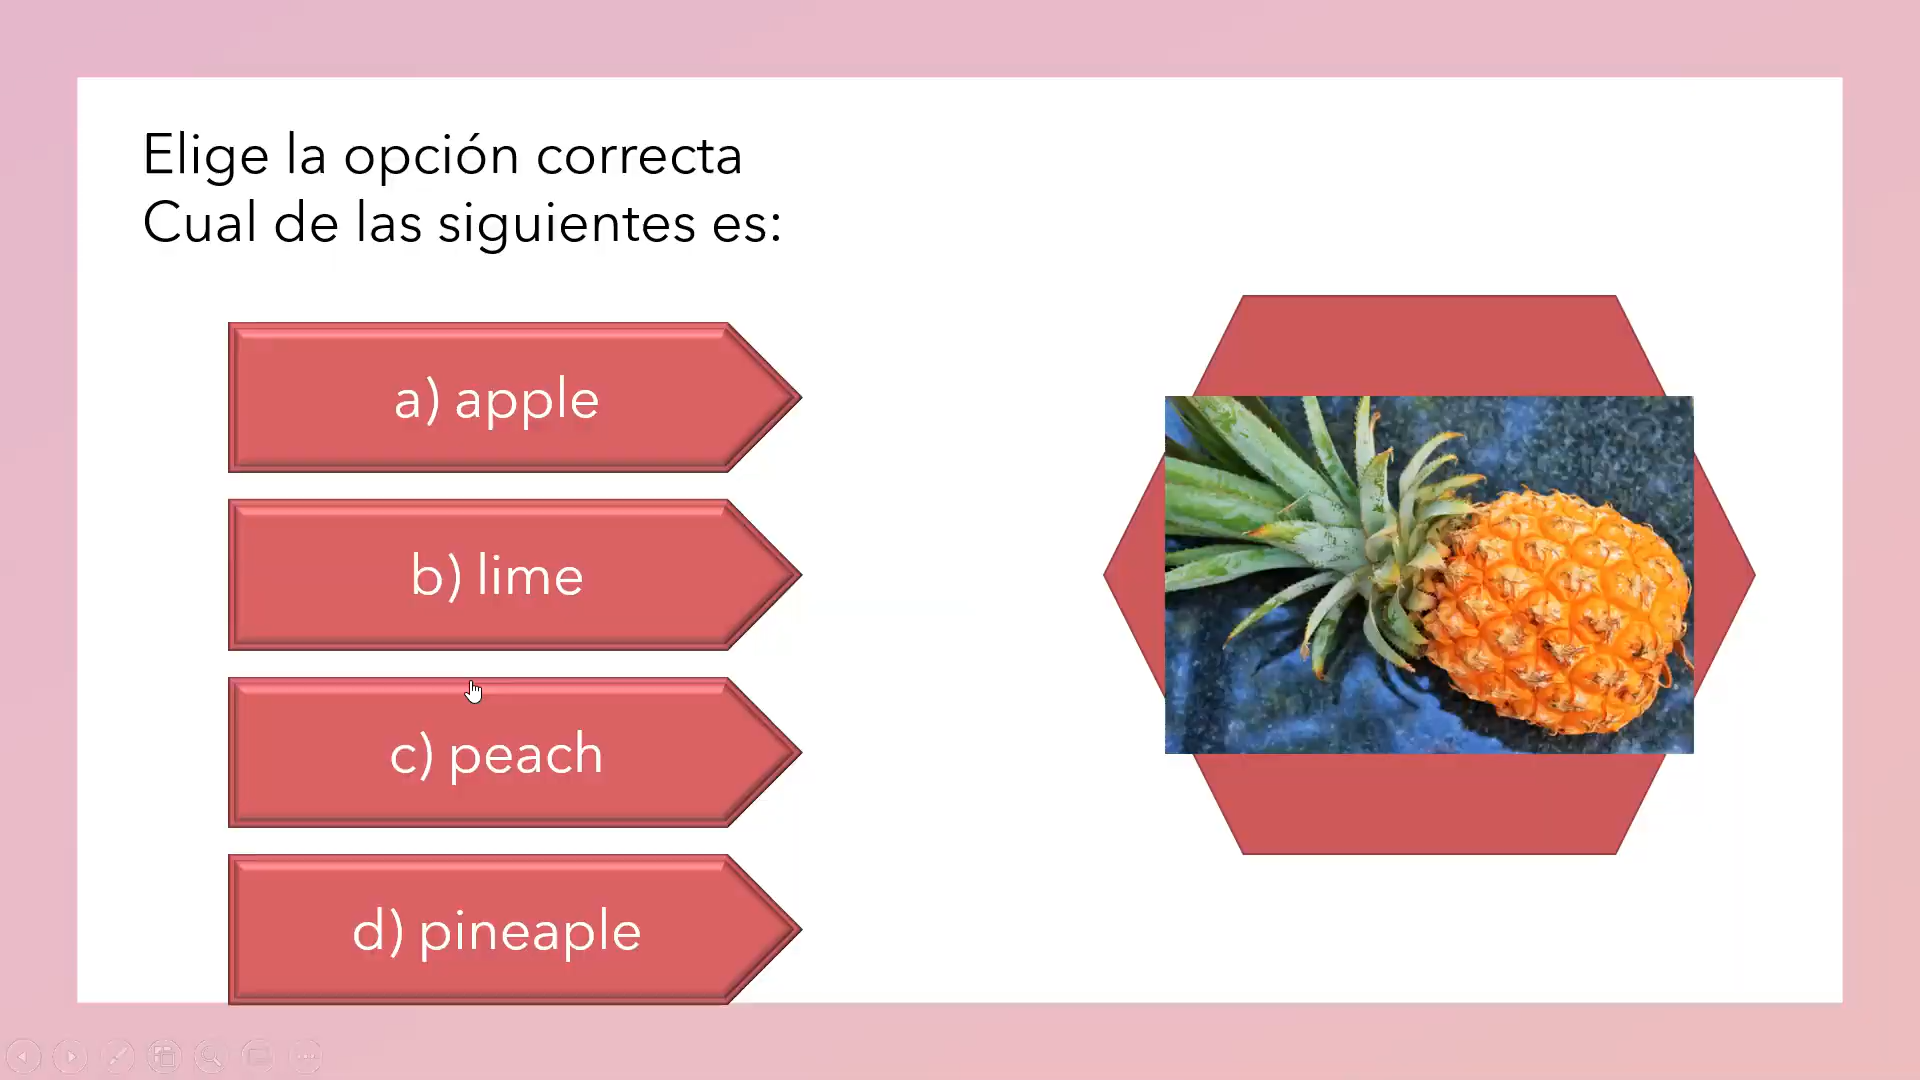 Elige la opción correcta
Cual de las siguientes es:
a) apple
b) lime
c) peach
d) pineaple